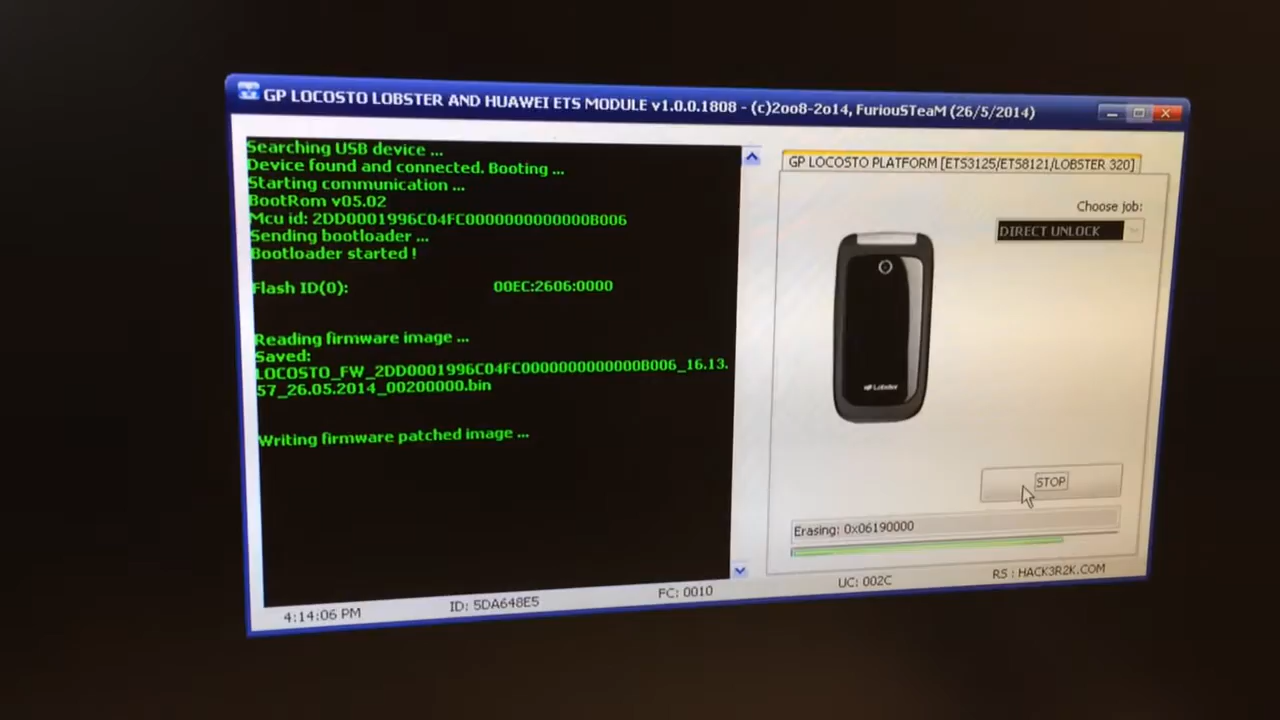 GP LOCOSTO LOBSTER AND HUAWEI ETS MODULE v1.0.0.1808 - (c)2oo8-2o14, FuriouSTeaM (26/5/2014)
Searching USB device ...
Device found and connected. Booting ...
Starting communication ...
BootRom v05.02
Mcu id: 2DD0001996C04FC0000000000000B006
Sending bootloader ...
Bootloader started !
Flash ID(0): 00EC:2606:0000
Reading firmware image ...
Saved:
LOCOSTO_FW_2DD0001996C04FC0000000000000B006_16.13.
57_26.05.2014_00200000.bin
Writing firmware patched image ...
GP LOCOSTO PLATFORM [ETS3125/ETS8121/LOBSTER 320]
Choose job:
DIRECT UNLOCK
gp Lobster
STOP
Erasing: 0x06190000
4:14:06 PM
ID: 5DA648E5
FC: 0010
UC: 002C
RS : HACK3R2K.COM